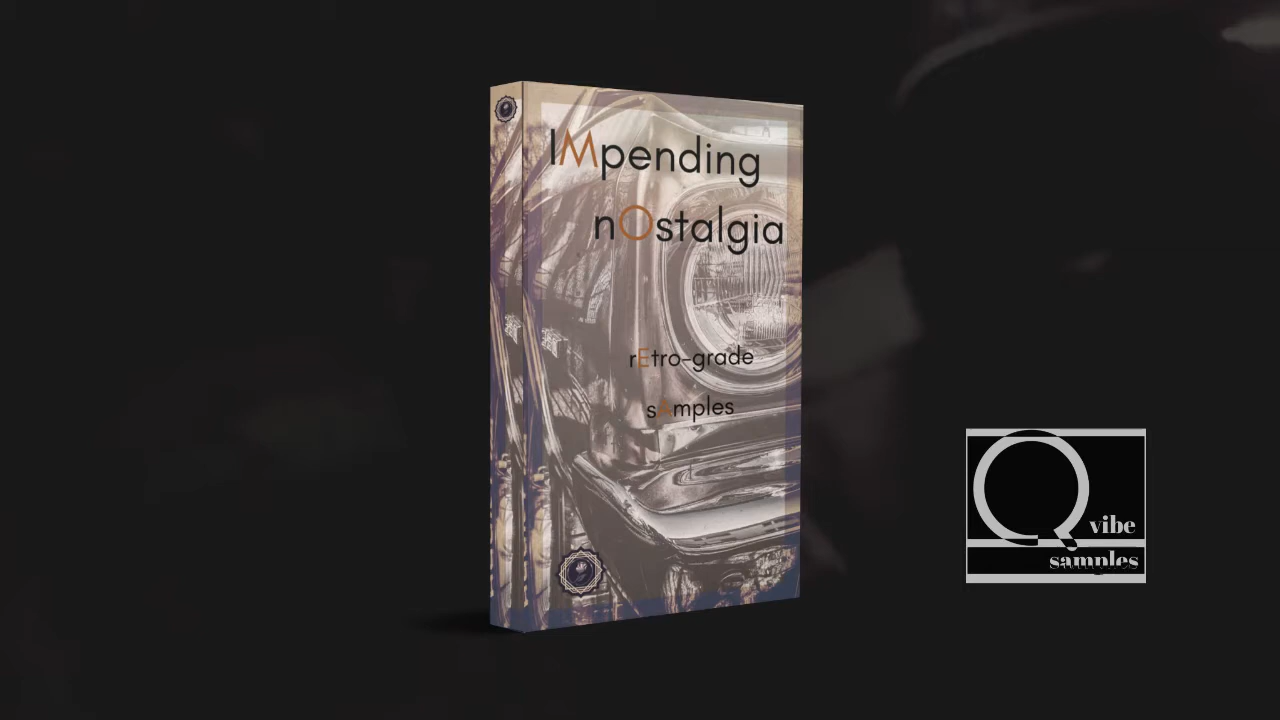 IMpending
nOstalgia
rEtro-grade
sAmples
Q
vibe
samples